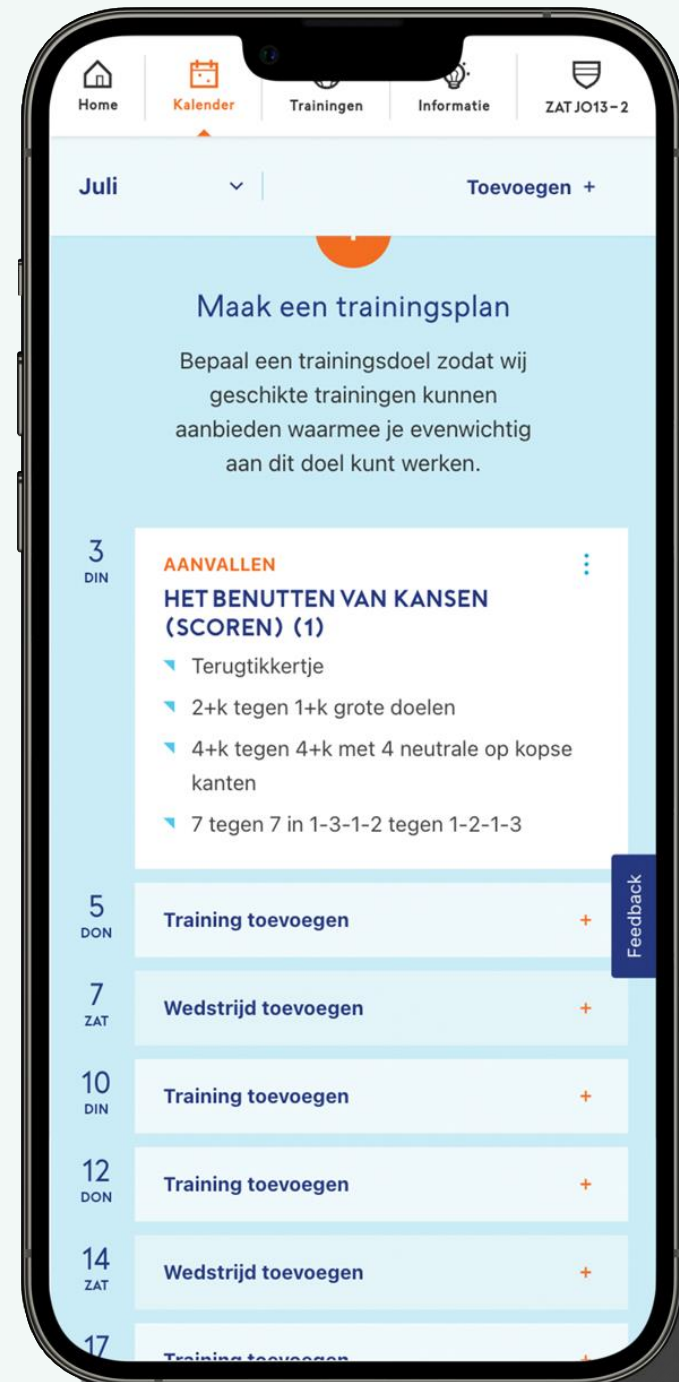 Home
Kalender
Trainingen
Informatie
ZAT JO13-2
Juli
Toevoegen +
Maak een trainingsplan
Bepaal een trainingsdoel zodat wij
geschikte trainingen kunnen
aanbieden waarmee je evenwichtig
aan dit doel kunt werken.
3
DIN
AANVALLEN
HET BENUTTEN VAN KANSEN
(SCOREN) (1)
Terugtikkertje
2+k tegen 1+k grote doelen
4+k tegen 4+k met 4 neutrale op kopse
kanten
7 tegen 7 in 1-3-1-2 tegen 1-2-1-3
Feedback
5
DON
Training toevoegen +
7
ZAT
Wedstrijd toevoegen +
10
DIN
Training toevoegen +
12
DON
Training toevoegen +
14
ZAT
Wedstrijd toevoegen +
17
Training toevoegen +